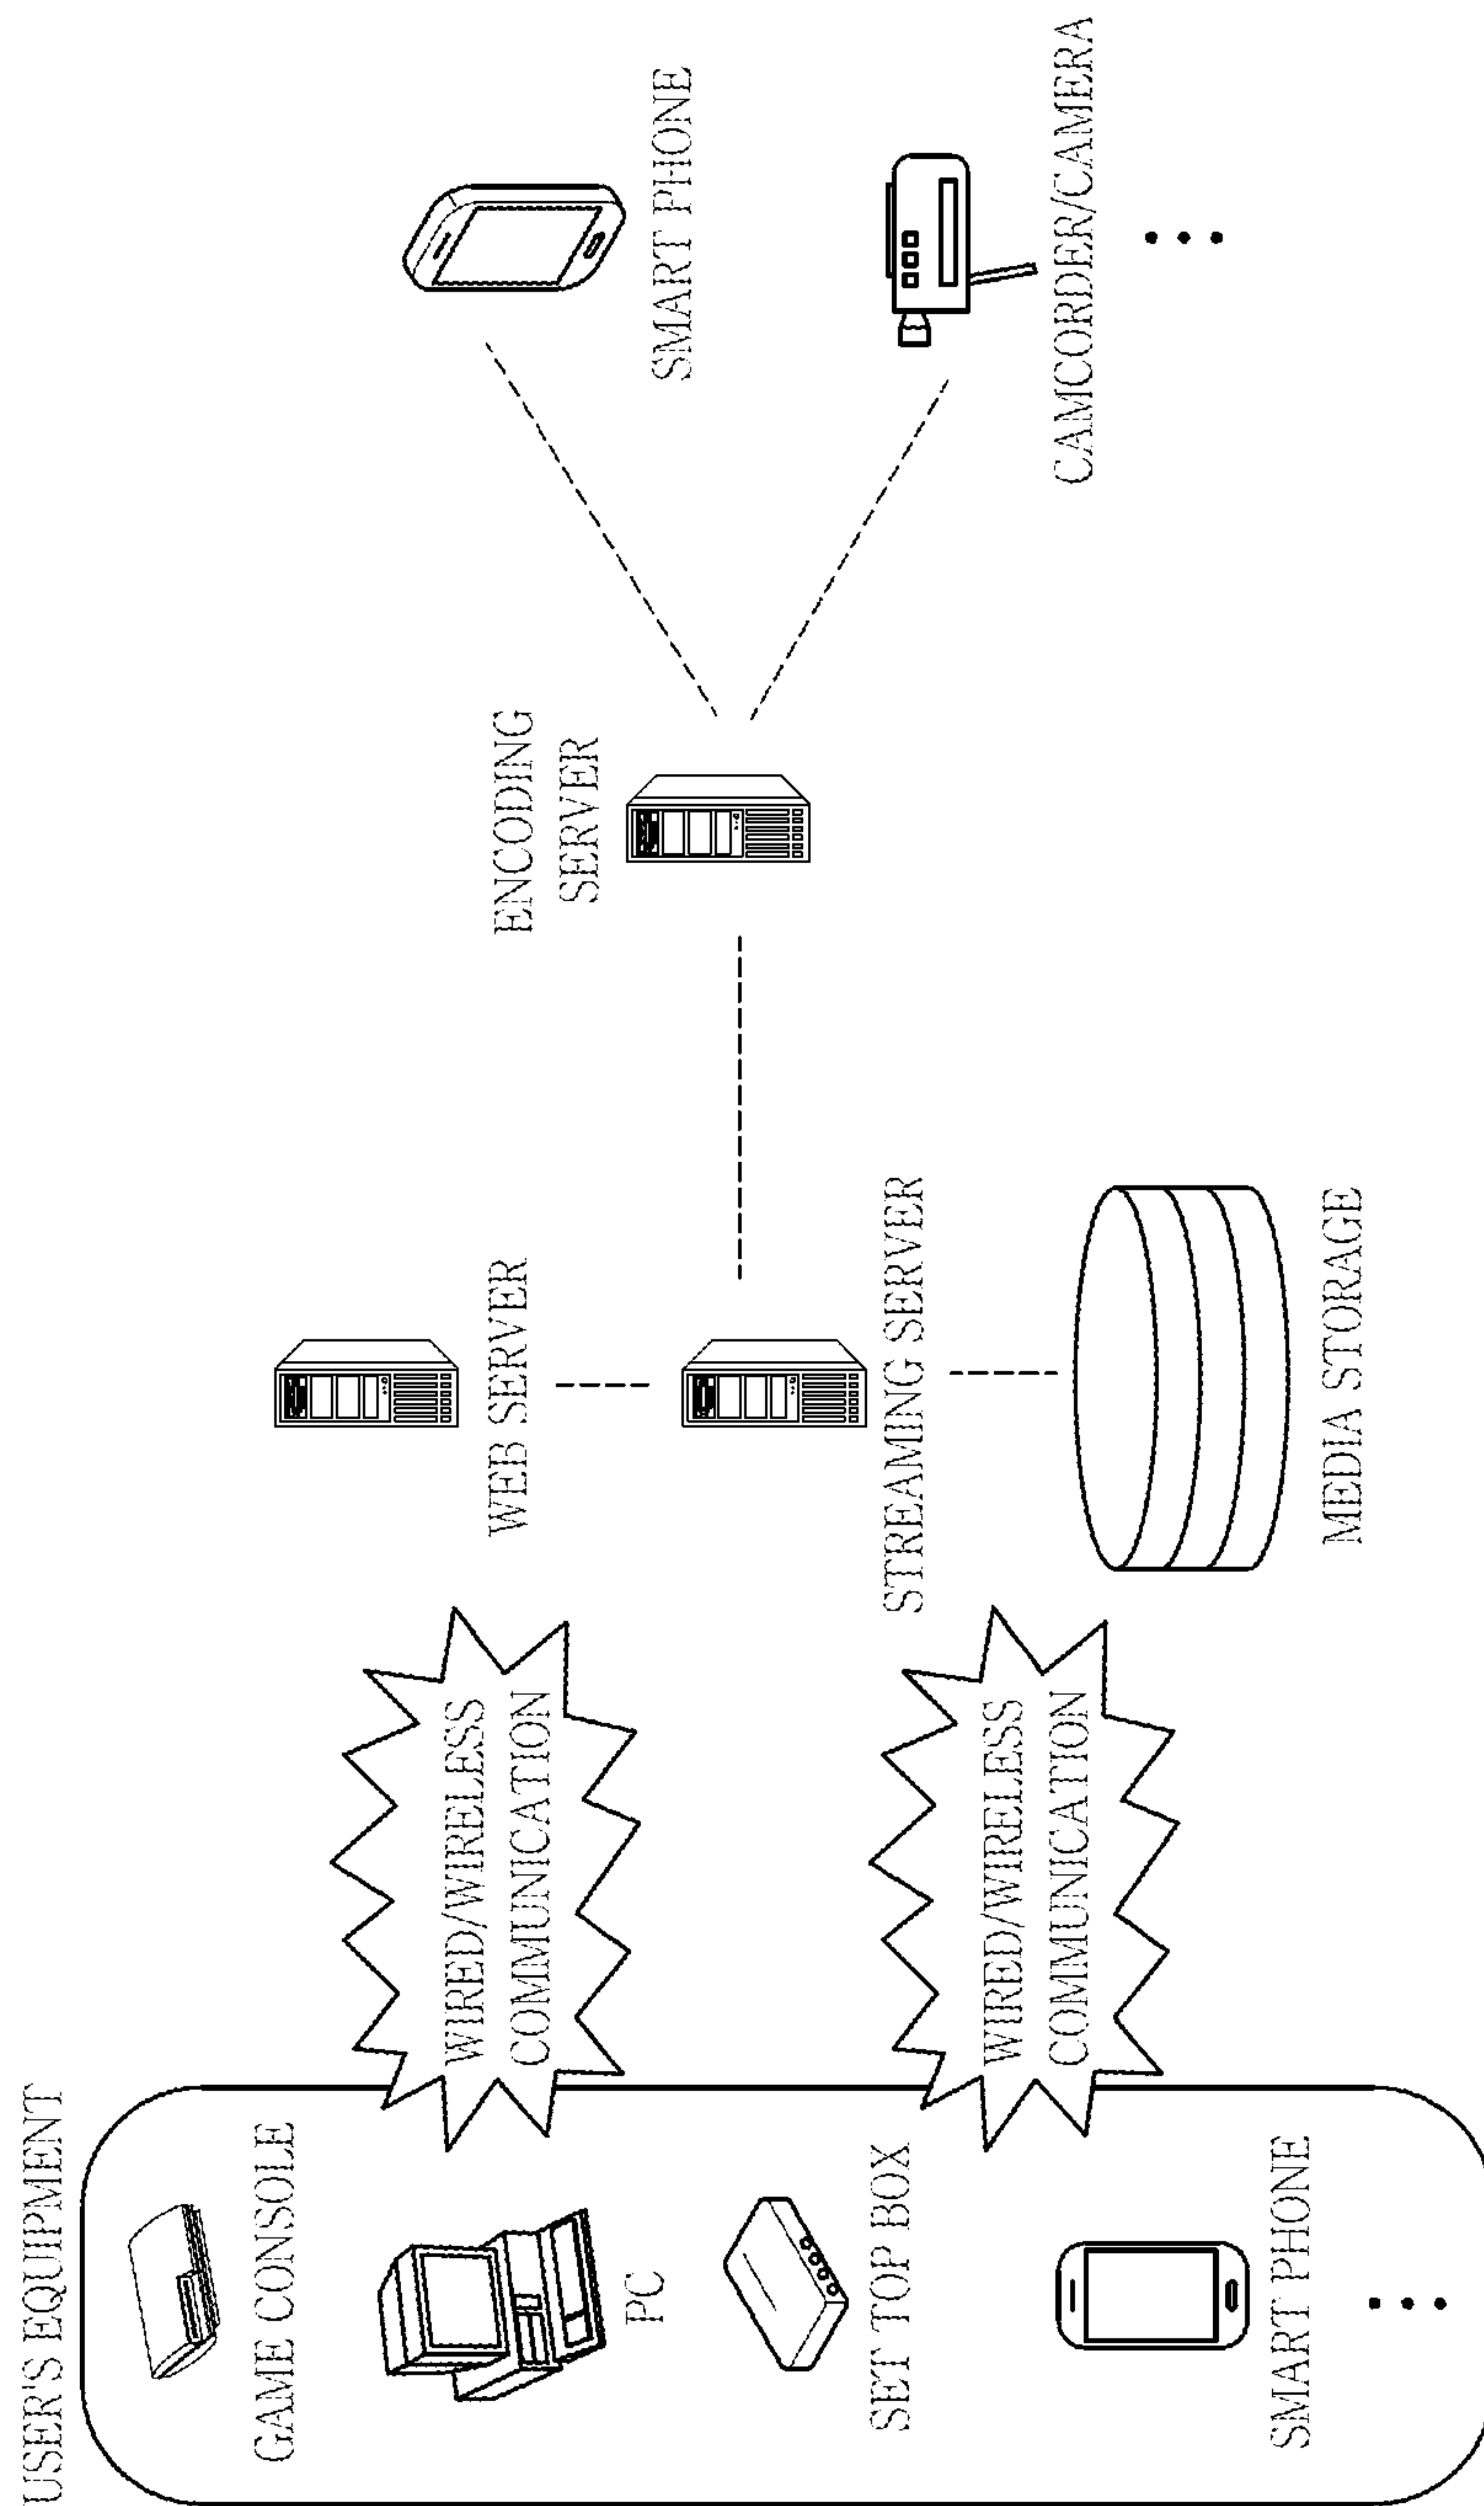 USER'S EQUIPMENT
GAME CONSOLE
PC
SET TOP BOX
SMART PHONE
WIRED/WIRELESS
COMMUNICATION
WIRED/WIRELESS
COMMUNICATION
WEB SERVER
STREAMING SERVER
MEDIA STORAGE
ENCODING
SERVER
SMART PHONE
CAMCORDER/CAMERA